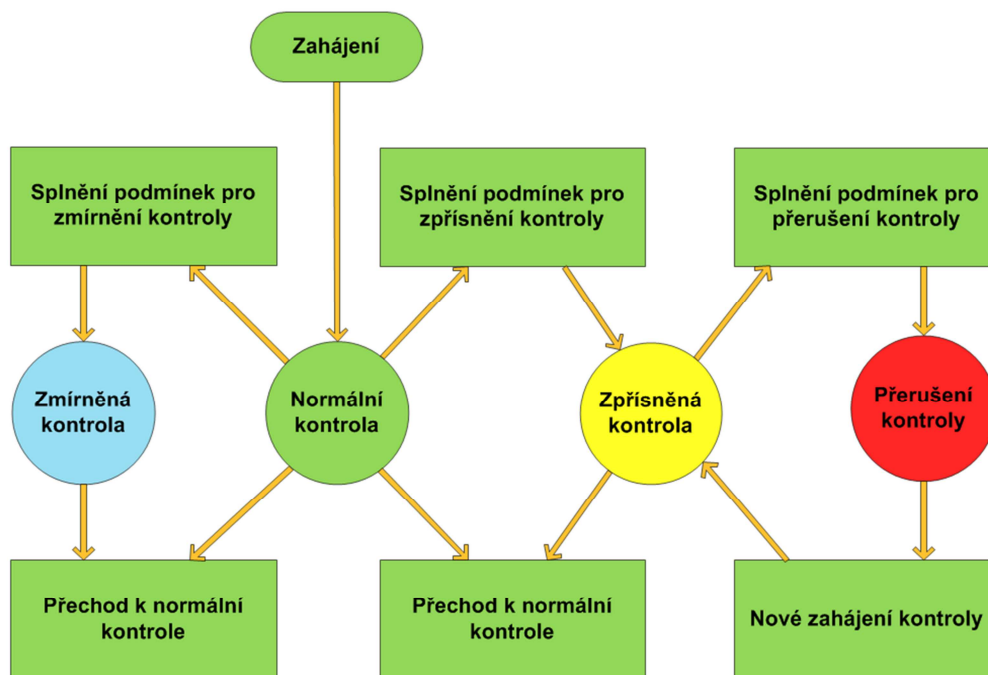 Zahájení
Splnění podmínek pro
zmírnění kontroly
Splnění podmínek pro
zpřísnění kontroly
Splnění podmínek pro
přerušení kontroly
Zmírněná
kontrola
Normální
kontrola
Zpřísněná
kontrola
Přerušení
kontroly
Přechod k normální
kontrole
Přechod k normální
kontrole
Nové zahájení kontroly